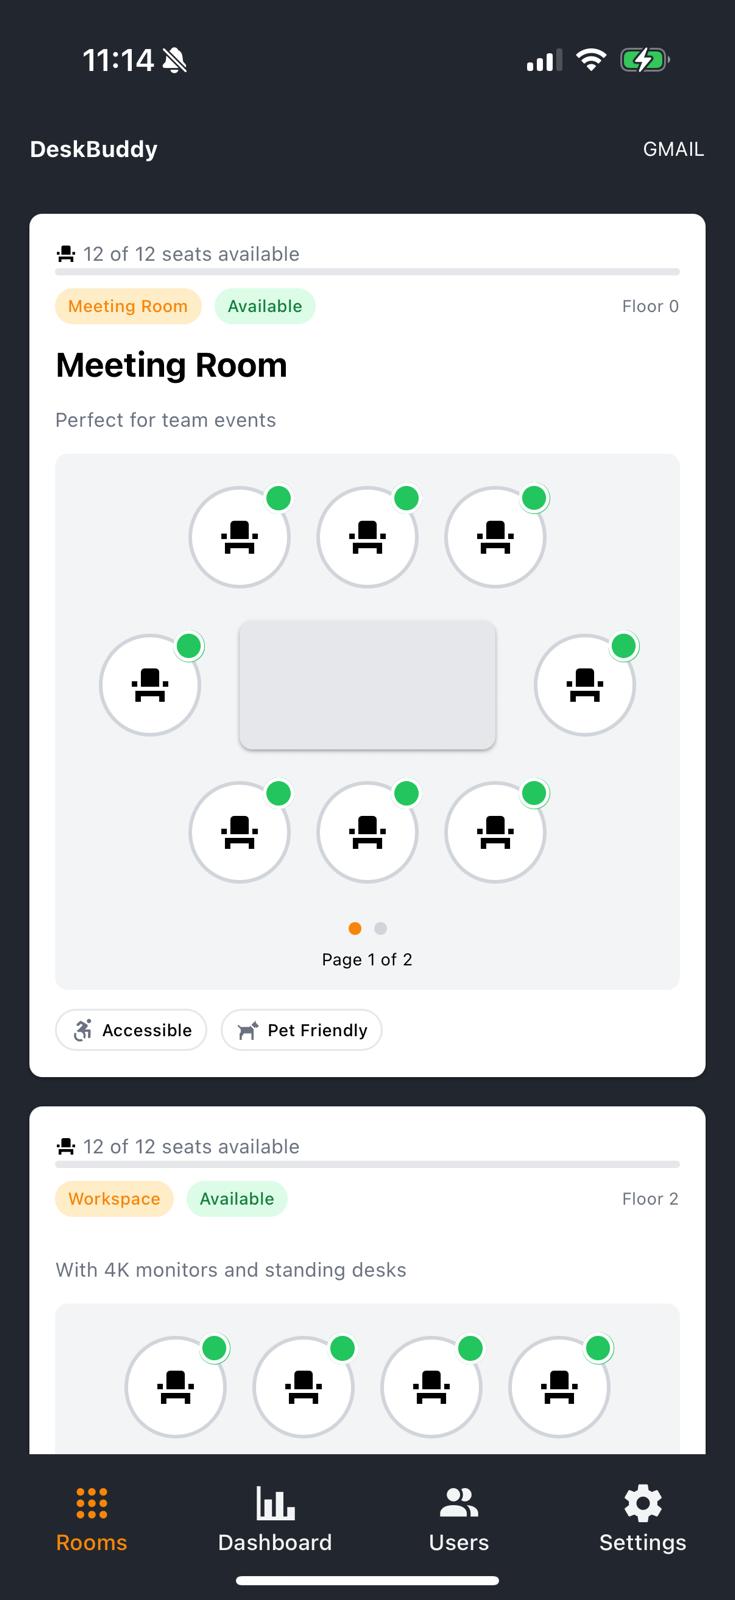 11:14
DeskBuddy
GMAIL
12 of 12 seats available
Meeting Room
Available
Floor 0
Meeting Room
Perfect for team events
Page 1 of 2
Accessible
Pet Friendly
12 of 12 seats available
Workspace
Available
Floor 2
With 4K monitors and standing desks
Rooms
Dashboard
Users
Settings